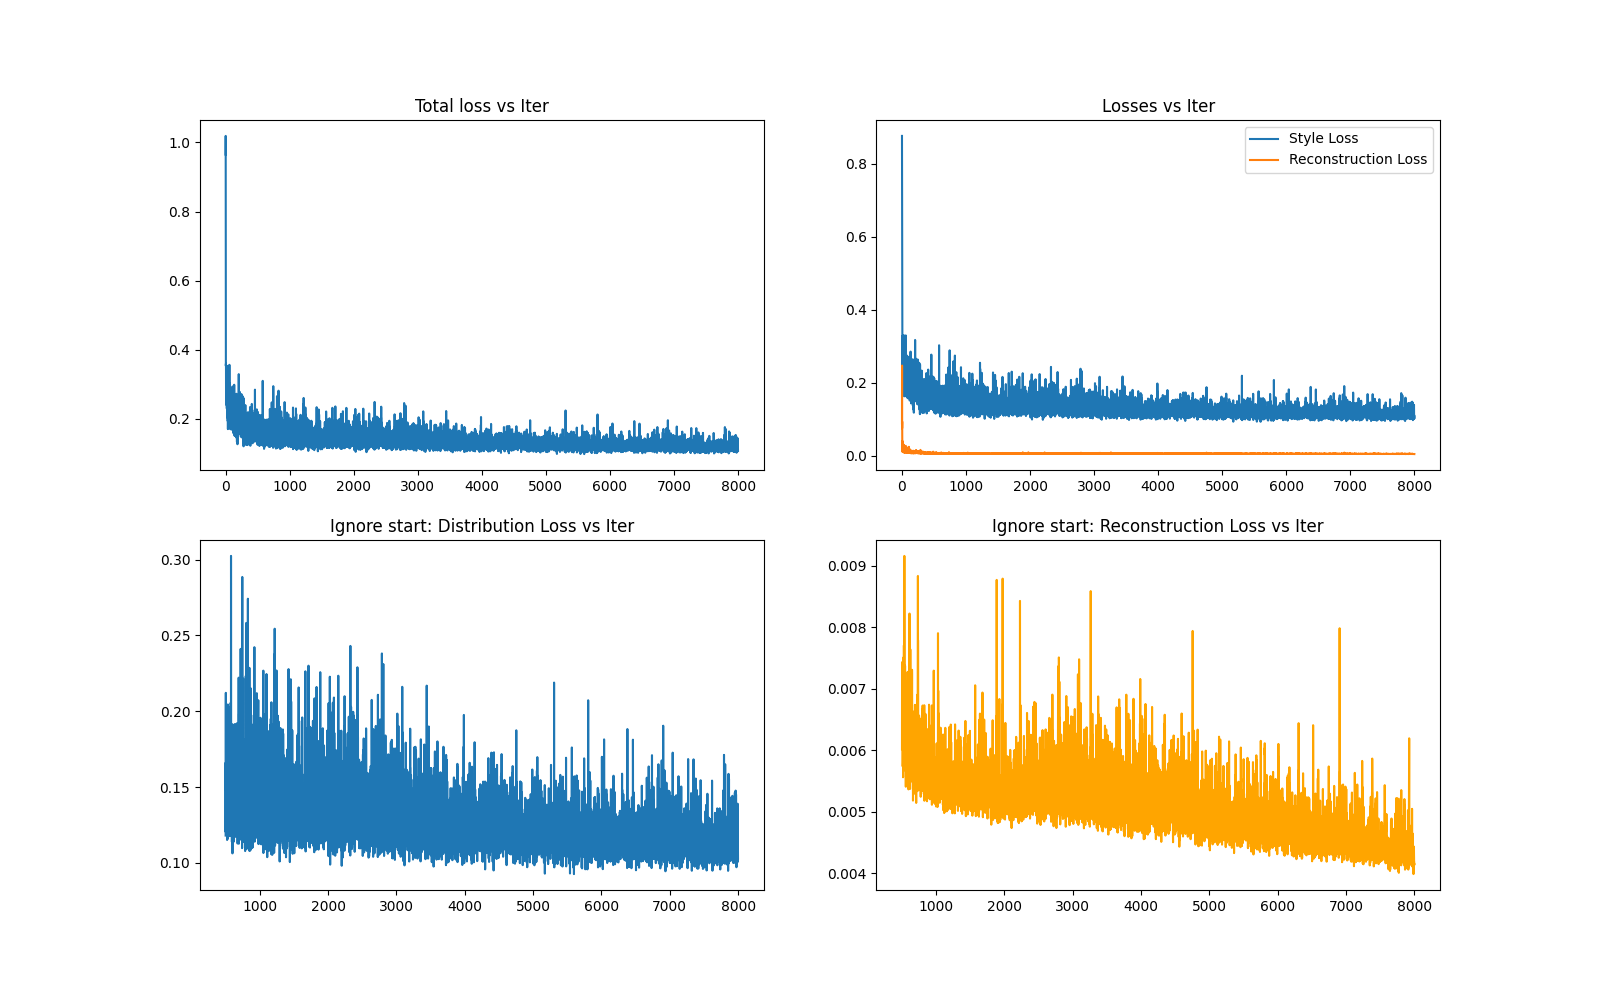 Total loss vs Iter
1.0
0.8
0.6
0.4
0.2
0 1000 2000 3000 4000 5000 6000 7000 8000
Losses vs Iter
Style Loss
Reconstruction Loss
0.8
0.6
0.4
0.2
0.0
0 1000 2000 3000 4000 5000 6000 7000 8000
Ignore start: Distribution Loss vs Iter
0.30
0.25
0.20
0.15
0.10
1000 2000 3000 4000 5000 6000 7000 8000
Ignore start: Reconstruction Loss vs Iter
0.009
0.008
0.007
0.006
0.005
0.004
1000 2000 3000 4000 5000 6000 7000 8000